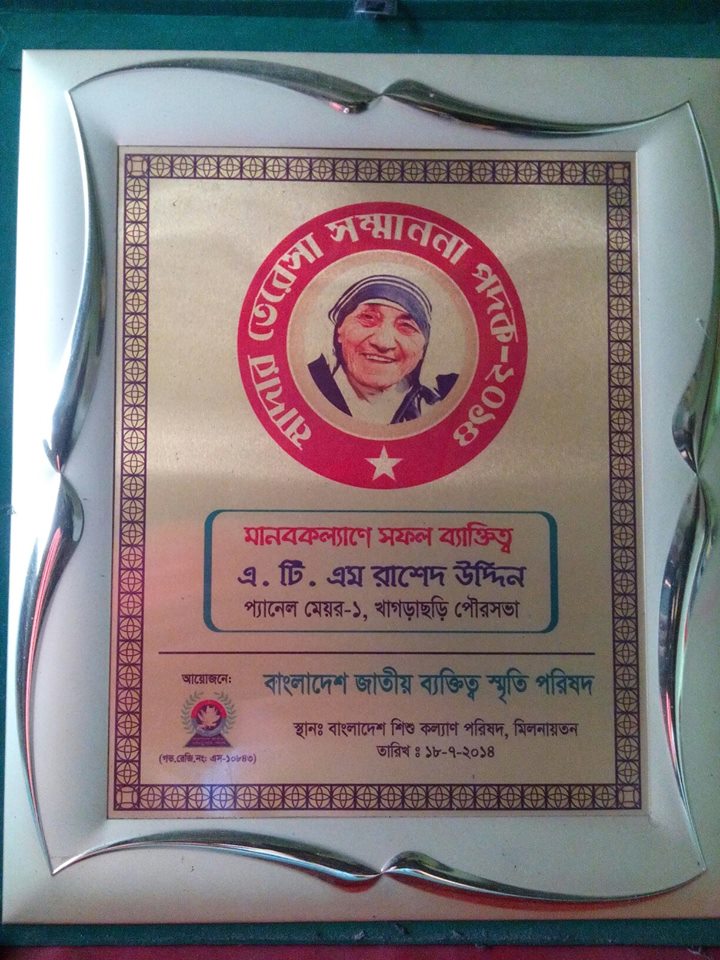 মাদার তেরেসা সম্মাননা পদক-২০১৪
মানবকল্যাণে সফল ব্যাক্তিত্ব
এ . টি . এম রাশেদ উদ্দিন
প্যানেল মেয়র-১, খাগড়াছড়ি পৌরসভা
আয়োজনে:
বাংলাদেশ জাতীয় ব্যক্তিত্ব স্মৃতি পরিষদ
(গভ.রেজি.নং: এস-১০৮৪৩)
স্থানঃ বাংলাদেশ শিশু কল্যাণ পরিষদ, মিলনায়তন
তারিখ ঃ ১৮-৭-২০১৪